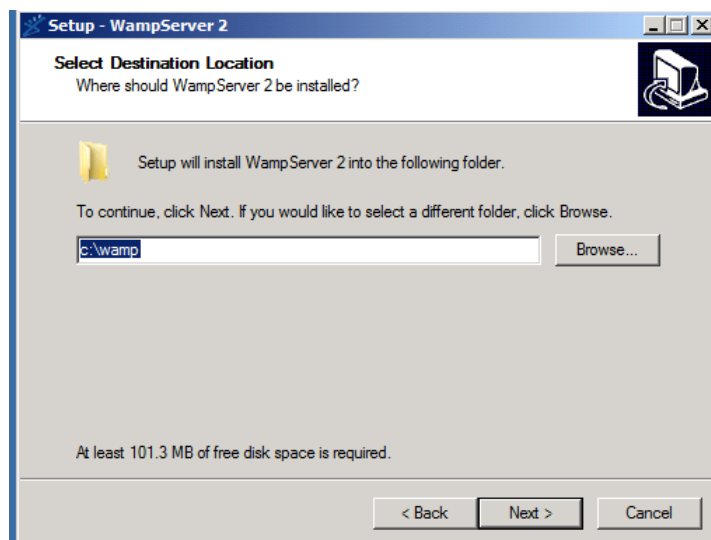 Setup - WampServer 2
Select Destination Location
Where should WampServer 2 be installed?
Setup will install WampServer 2 into the following folder.
To continue, click Next. If you would like to select a different folder, click Browse.
c:\wamp
Browse...
At least 101.3 MB of free disk space is required.
< Back
Next >
Cancel